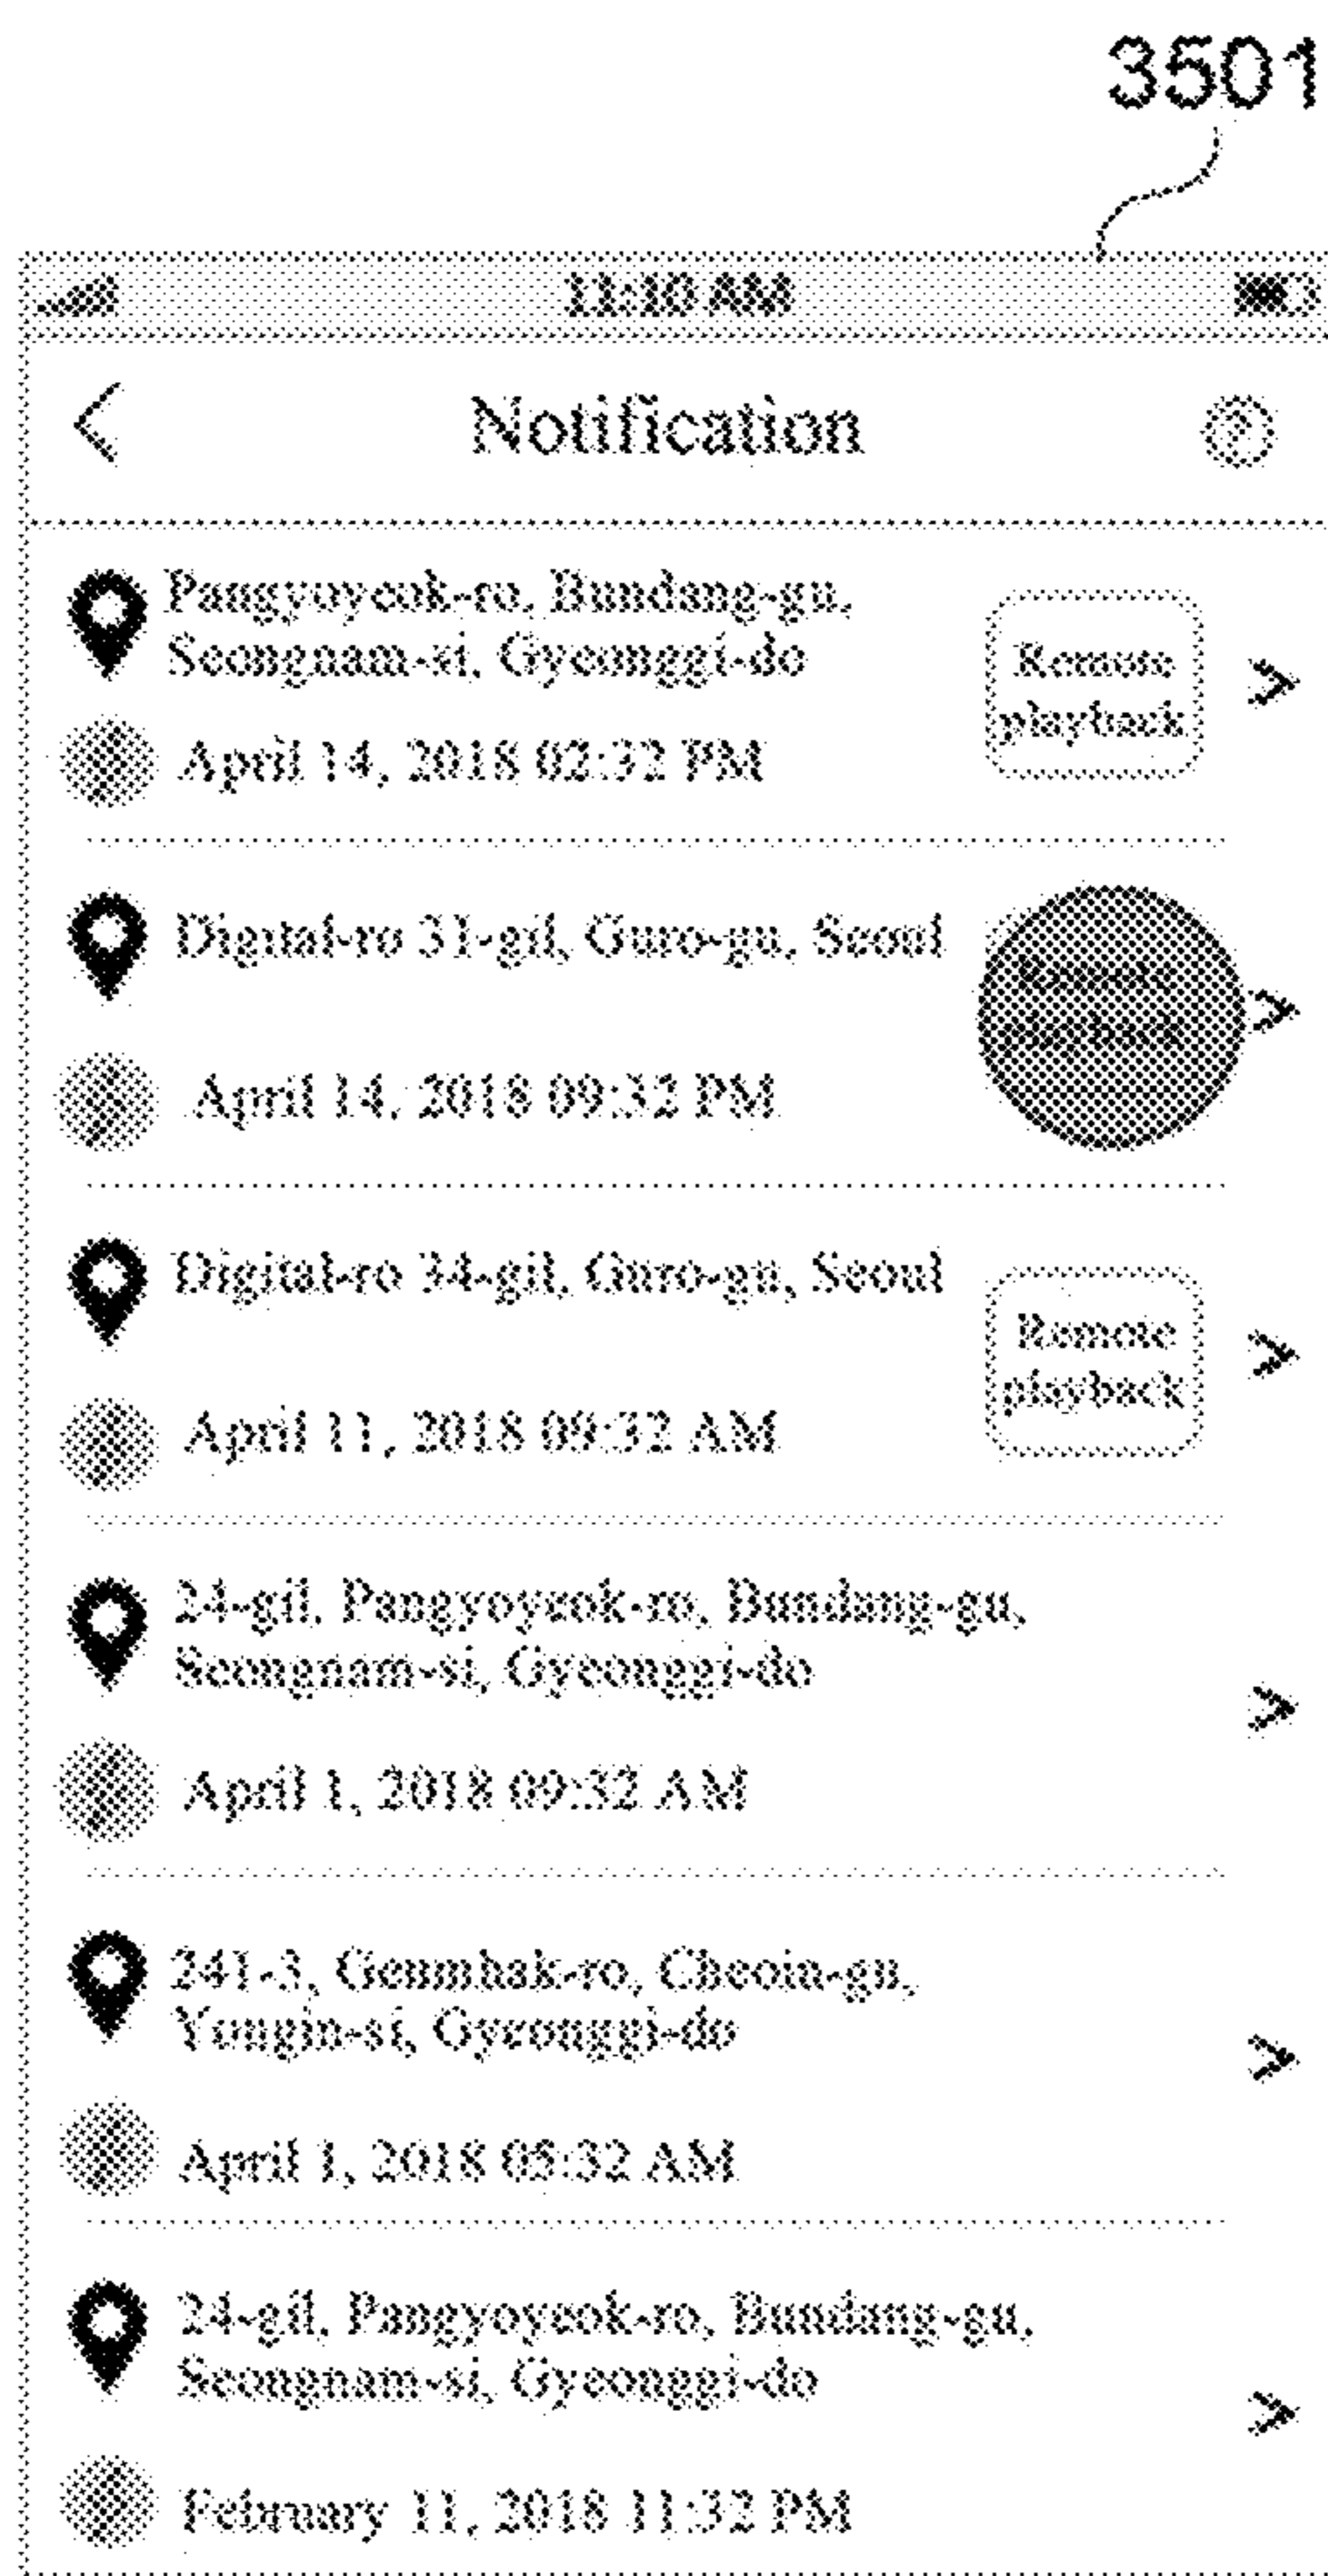 3501
11:10 AM
Notification
?
Pangyoyeok-ro, Bundang-gu,
Seongnam-si, Gyeonggi-do
Remote
playback
>
April 14, 2018 02:32 PM
Digital-ro 31-gil, Guro-gu, Seoul
Remote
playback
>
April 14, 2018 09:32 PM
Digital-ro 34-gil, Guro-gu, Seoul
Remote
playback
>
April 11, 2018 09:32 AM
24-gil, Pangyoyeok-ro, Bundang-gu,
Seongnam-si, Gyeonggi-do
>
April 1, 2018 09:32 AM
241-3, Geumhak-ro, Cheoin-gu,
Yongin-si, Gyeonggi-do
>
April 1, 2018 05:32 AM
24-gil, Pangyoyeok-ro, Bundang-gu,
Seongnam-si, Gyeonggi-do
>
February 11, 2018 11:32 PM